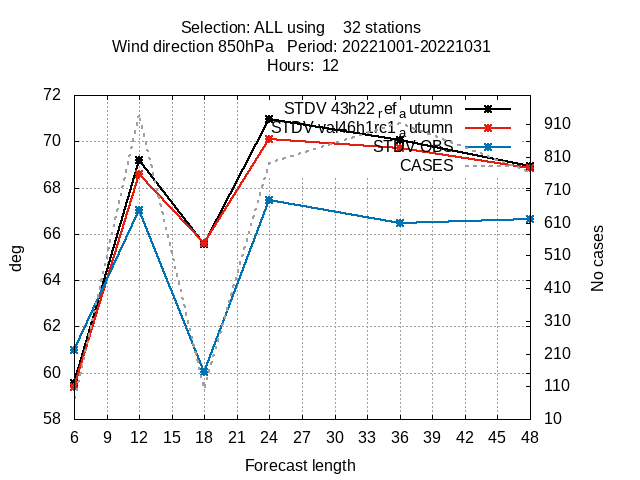 Selection: ALL using 32 stations
Wind direction 850hPa Period: 20221001-20221031
Hours: 12
deg
72
70
68
66
64
62
60
58
STDV 43h22_ref_autumn
STDV val46h1rc1_autumn
STDV OBS
CASES
910
810
710
610
510
410
310
210
110
10
No cases
6 9 12 15 18 21 24 27 30 33 36 39 42 45 48
Forecast length